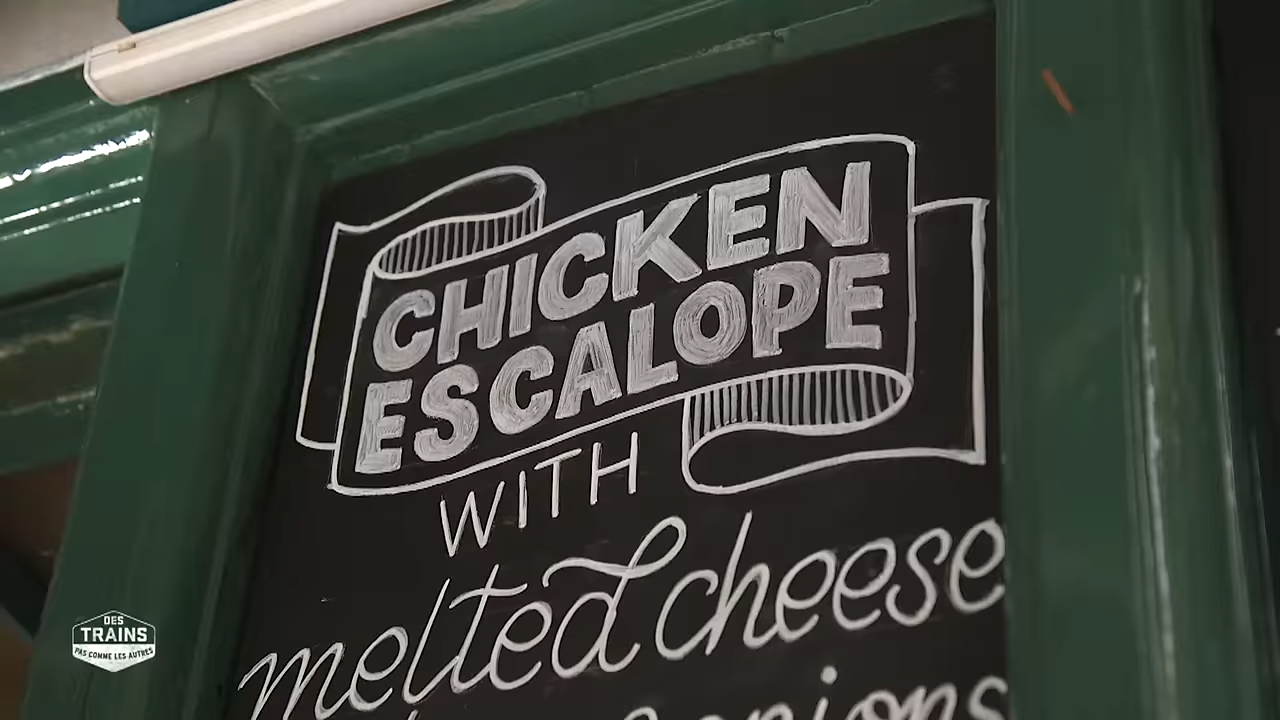 CHICKEN
ESCALOPE
WITH
melted cheese
DES
TRAINS
PAS COMME LES AUTRES